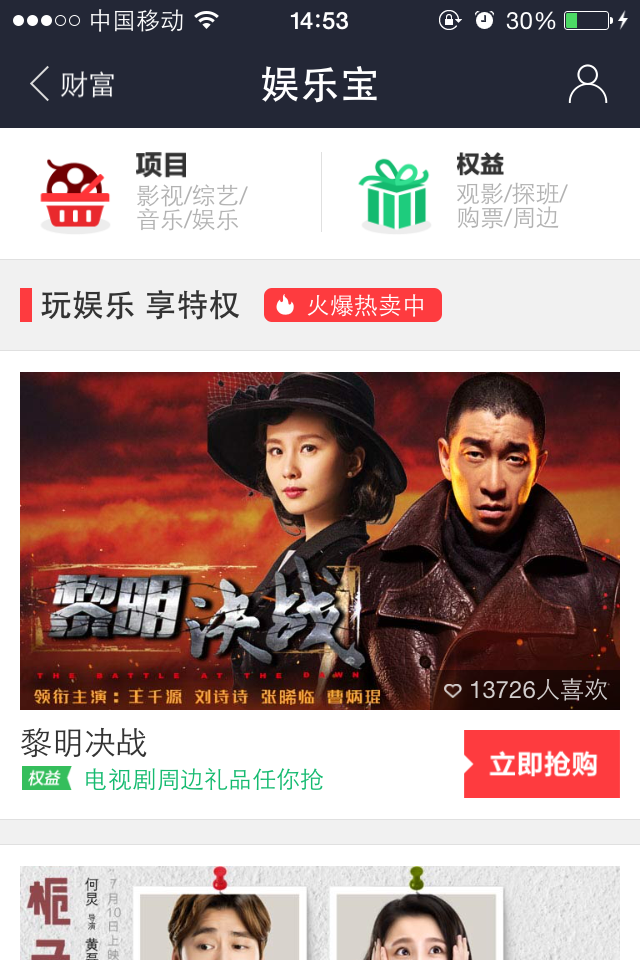 中国移动 14:53 30%
财富 娱乐宝
项目
影视/综艺/
音乐/娱乐
权益
观影/探班/
购票/周边
玩娱乐 享特权 火爆热卖中
黎明决战
THE BATTLE AT THE DAWN
领衔主演：王千源 刘诗诗 张晞临 曹炳琨
13726人喜欢
黎明决战
权益 电视剧周边礼品任你抢
立即抢购
栀
何炅 导演 黄磊
7月10日上映